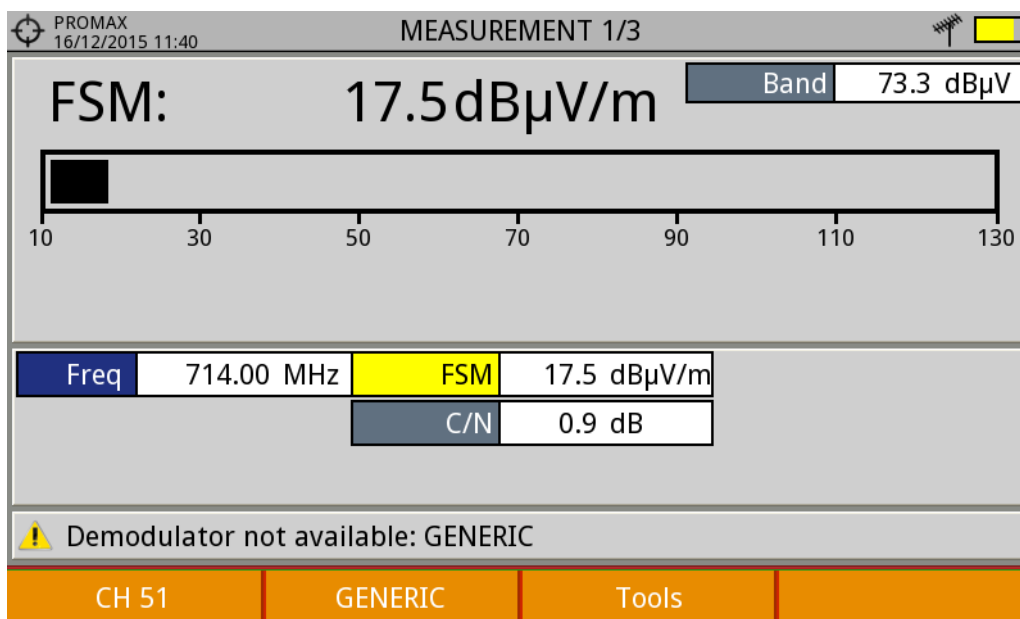 PROMAX
16/12/2015 11:40
MEASUREMENT 1/3
FSM: 17.5 dBµV/m
Band 73.3 dBµV
10 30 50 70 90 110 130
Freq 714.00 MHz FSM 17.5 dBµV/m
C/N 0.9 dB
Demodulator not available: GENERIC
CH 51 GENERIC Tools